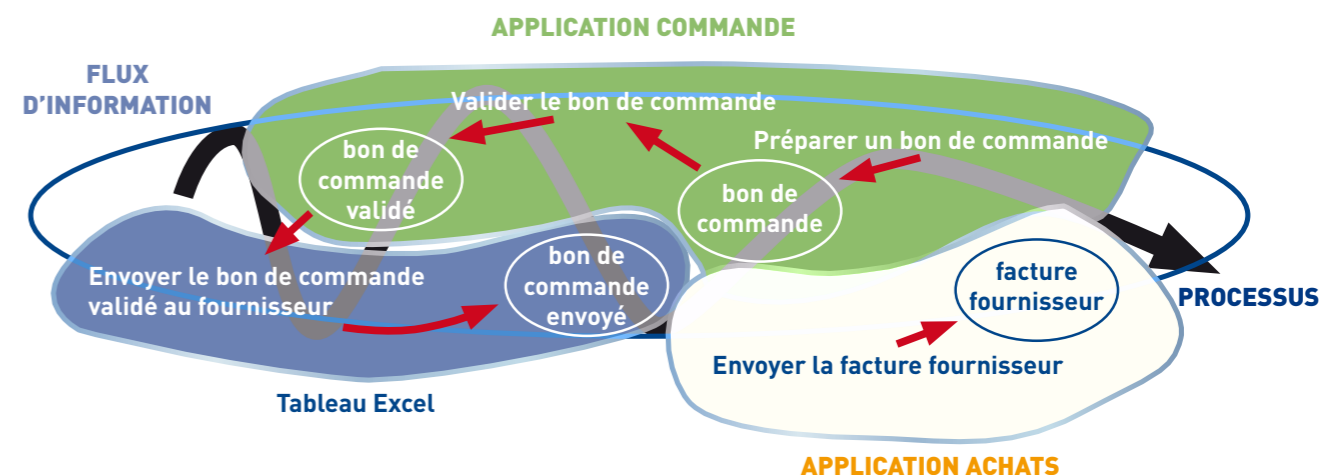 APPLICATION COMMANDE
FLUX
D'INFORMATION
Valider le bon de commande
Préparer un bon de commande
bon de
commande
validé
bon de
commande
Envoyer le bon de commande
validé au fournisseur
bon de
commande
envoyé
facture
fournisseur
PROCESSUS
Envoyer la facture fournisseur
Tableau Excel
APPLICATION ACHATS